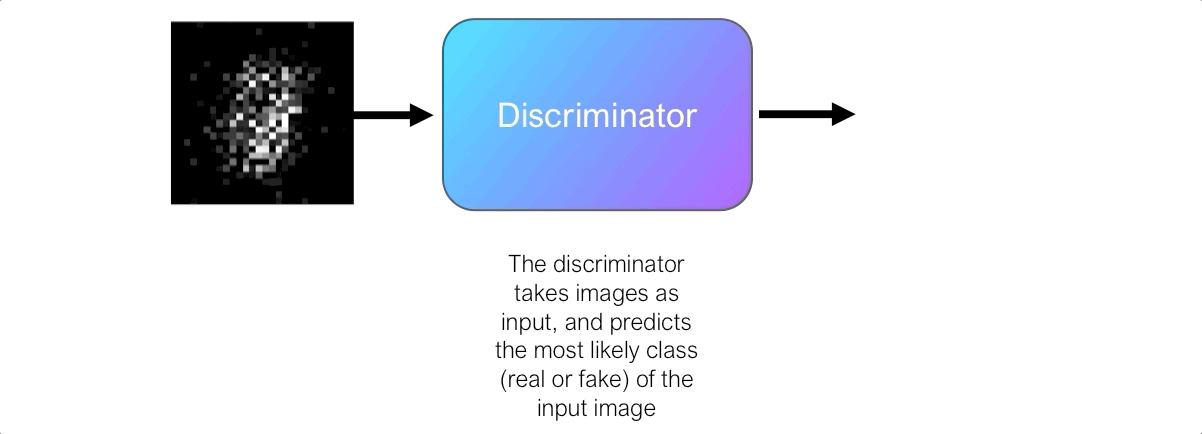 Discriminator
The discriminator
takes images as
input, and predicts
the most likely class
(real or fake) of the
input image